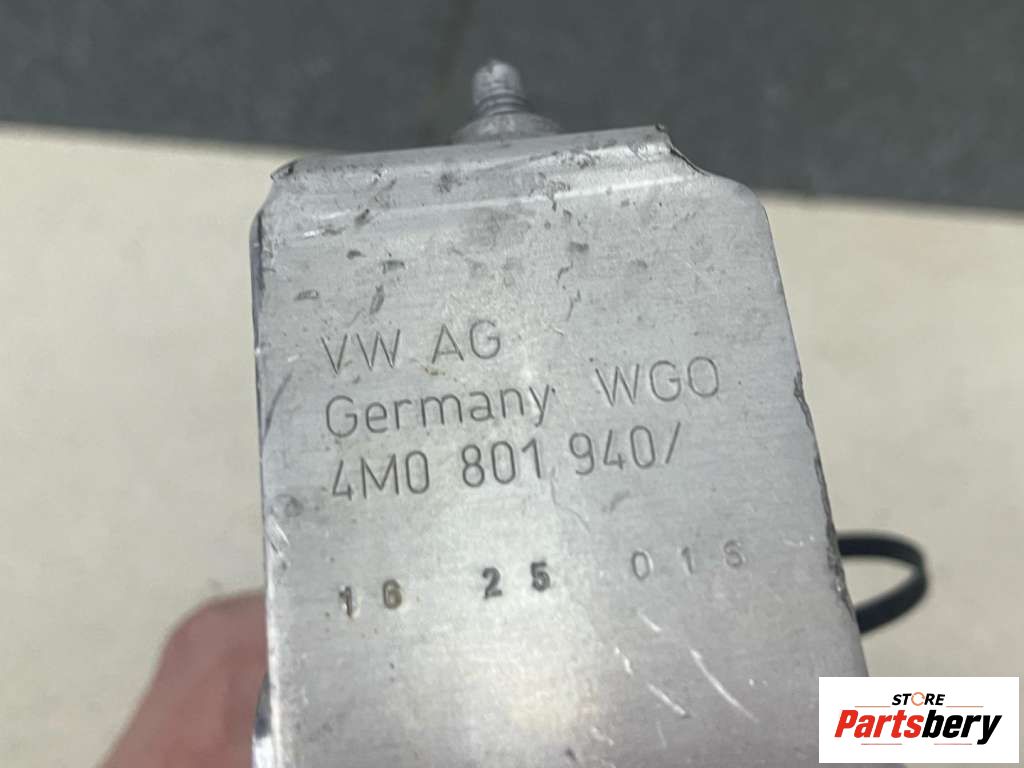 VW AG
Germany WGO
4M0 801 940/
16 25 016
STORE
Partsbery